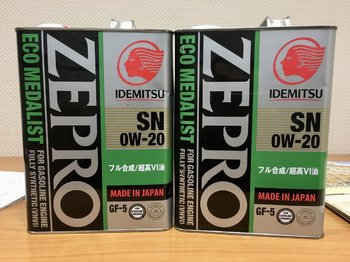 ECO MEDALIST
ZEPRO
FOR GASOLINE ENGINE
FULLY SYNTHETIC (VHVI)
IDEMITSU
SN
0W-20
フル合成/超高VI油
MADE IN JAPAN
GF-5
ECO MEDALIST
ZEPRO
FOR GASOLINE ENGINE
FULLY SYNTHETIC (VHVI)
IDEMITSU
SN
0W-20
フル合成/超高VI油
MADE IN JAPAN
GF-5